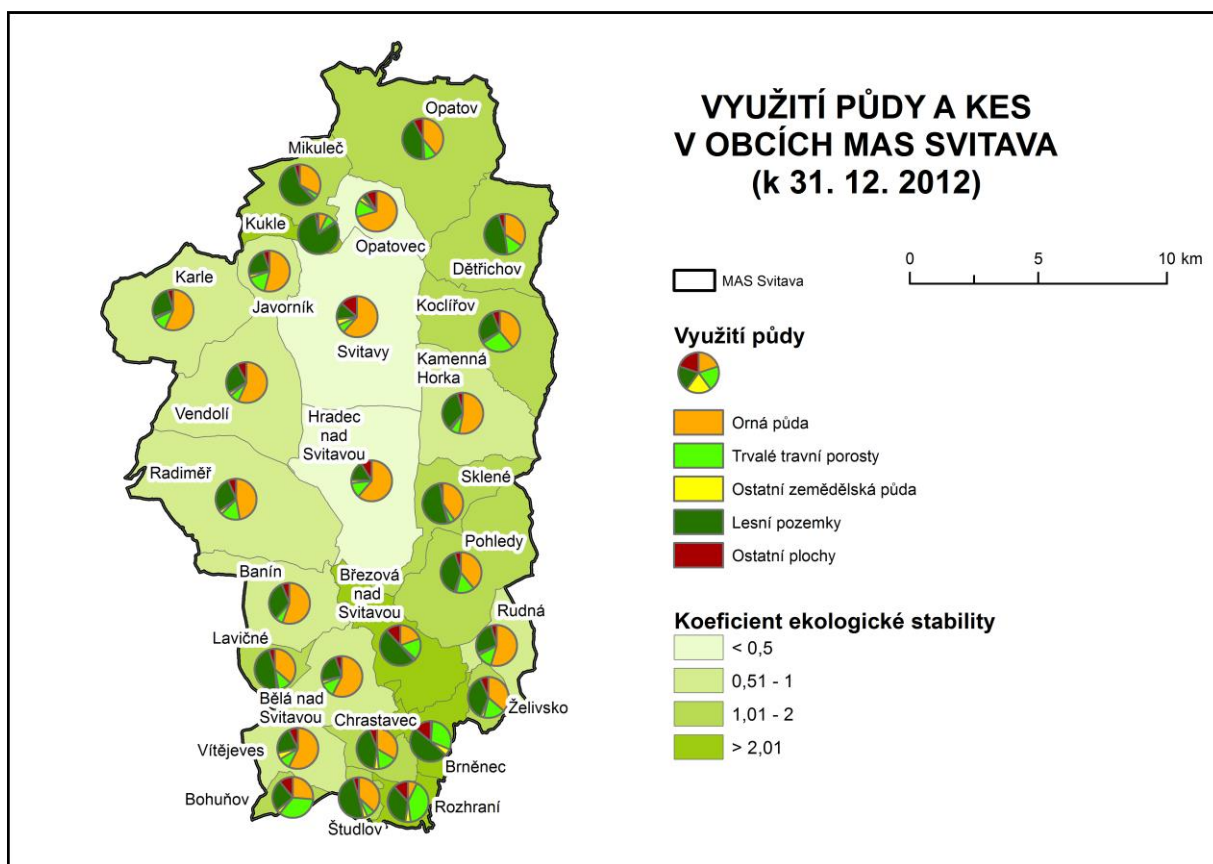 VYUŽITÍ PŮDY A KES
V OBCÍCH MAS SVITAVA
(k 31. 12. 2012)
0 5 10 km
MAS Svitava
Využití půdy
Orná půda
Trvalé travní porosty
Ostatní zemědělská půda
Lesní pozemky
Ostatní plochy
Koeficient ekologické stability
< 0,5
0,51 - 1
1,01 - 2
> 2,01
Opatov
Mikuleč
Kukle
Opatovec
Dětřichov
Karle
Javorník
Koclířov
Svitavy
Kamenná
Horka
Vendolí
Hradec
nad
Svitavou
Radiměř
Sklené
Pohledy
Banín
Březová
nad
Svitavou
Rudná
Lavičné
Bělá nad
Svitavou
Želivsko
Chrastavec
Vítějeves
Brněnec
Bohuňov
Rozhraní
Študlov